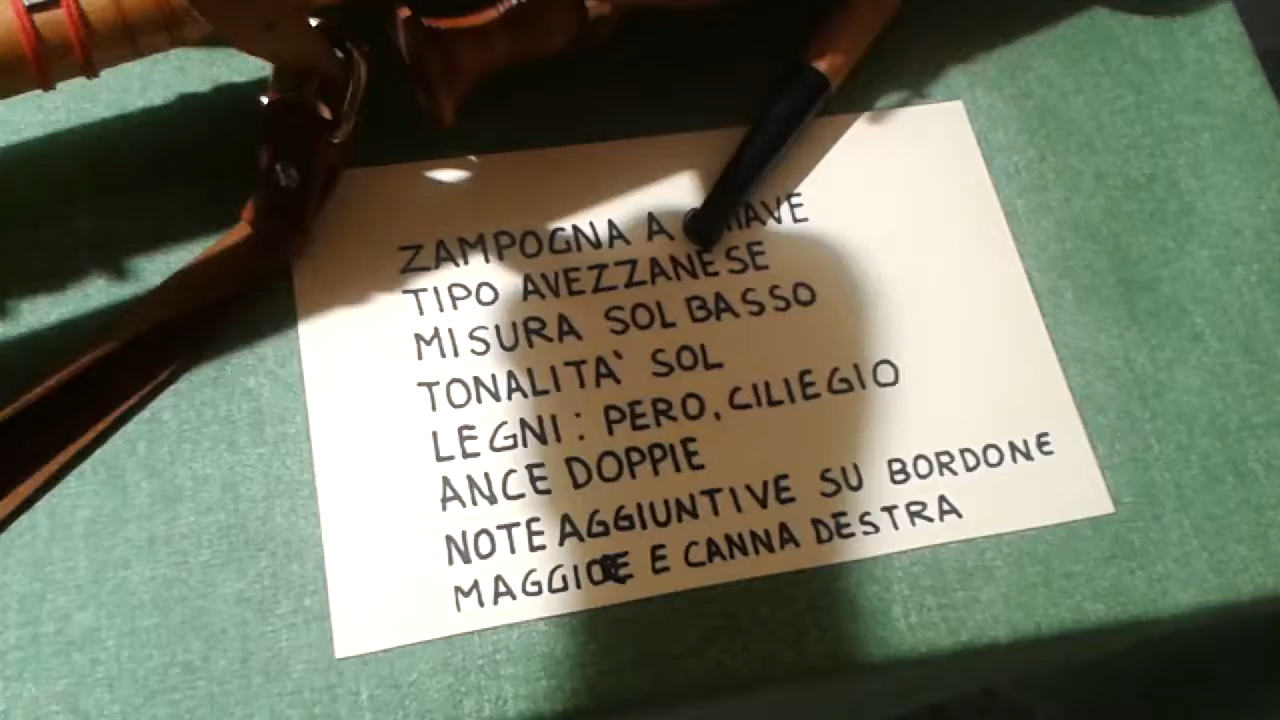 ZAMPOGNA A CHIAVE
TIPO AVEZZANESE
MISURA SOL BASSO
TONALITA` SOL
LEGNI: PERO, CILIEGIO
ANCE DOPPIE
NOTE AGGIUNTIVE SU BORDONE
MAGGIORE E CANNA DESTRA